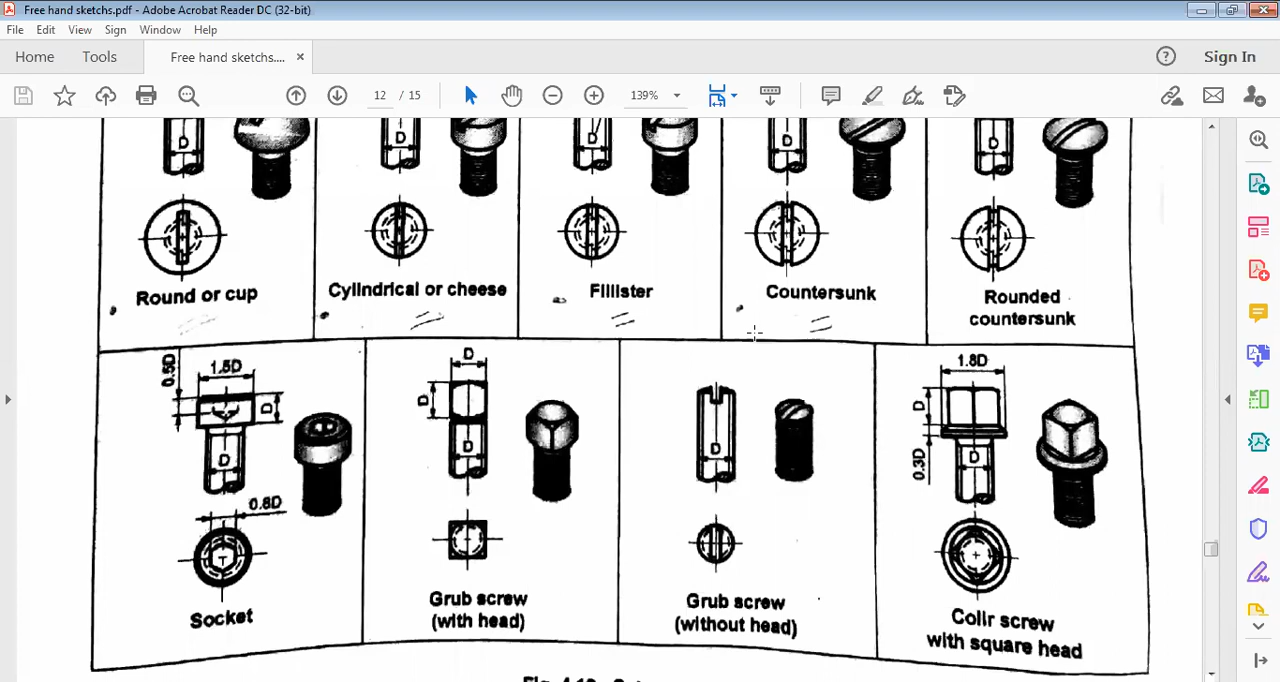 Free hand sketchs.pdf - Adobe Acrobat Reader DC (32-bit)
File Edit View Sign Window Help
Home Tools Free hand sketchs.... × Sign In
12 / 15 139%
D D D D D
Round or cup
Cylindrical or cheese
Fillister
Countersunk
Rounded
countersunk
0.5D
1.5D
D
D
0.8D
Socket
D
D
D
Grub screw
(with head)
D
Grub screw
(without head)
1.8D
D
0.3D
D
Collr screw
with square head